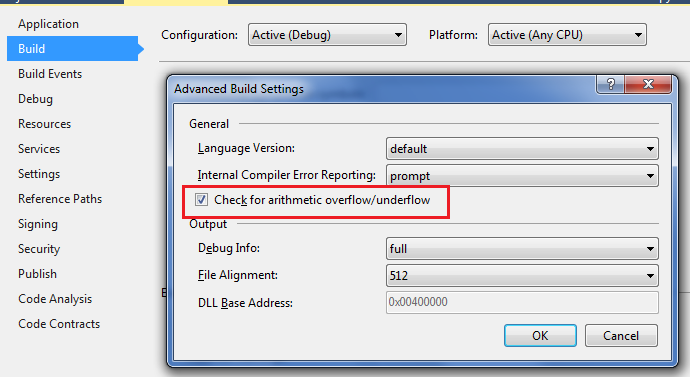 Application
Build
Build Events
Debug
Resources
Services
Settings
Reference Paths
Signing
Security
Publish
Code Analysis
Code Contracts
Configuration: Active (Debug) Platform: Active (Any CPU)
Advanced Build Settings
General
Language Version: default
Internal Compiler Error Reporting: prompt
Check for arithmetic overflow/underflow
Output
Debug Info: full
File Alignment: 512
DLL Base Address: 0x00400000
OK Cancel